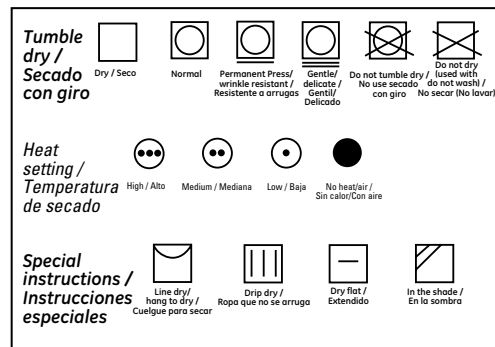 Tumble
dry /
Secado
con giro
Dry / Seco
Normal
Permanent Press/
wrinkle resistant /
Resistente a arrugas
Gentle/
delicate /
Gentil/
Delicado
Do not tumble dry /
No use secado
con giro
Do not dry
(used with
do not wash) /
No secar (No lavar)
Heat
setting /
Temperatura
de secado
High / Alto
Medium / Mediana
Low / Baja
No heat/air /
Sin calor/Con aire
Special
instructions /
Instrucciones
especiales
Line dry/
hang to dry /
Cuelgue para secar
Drip dry /
Ropa que no se arruga
Dry flat /
Extendido
In the shade /
En la sombra